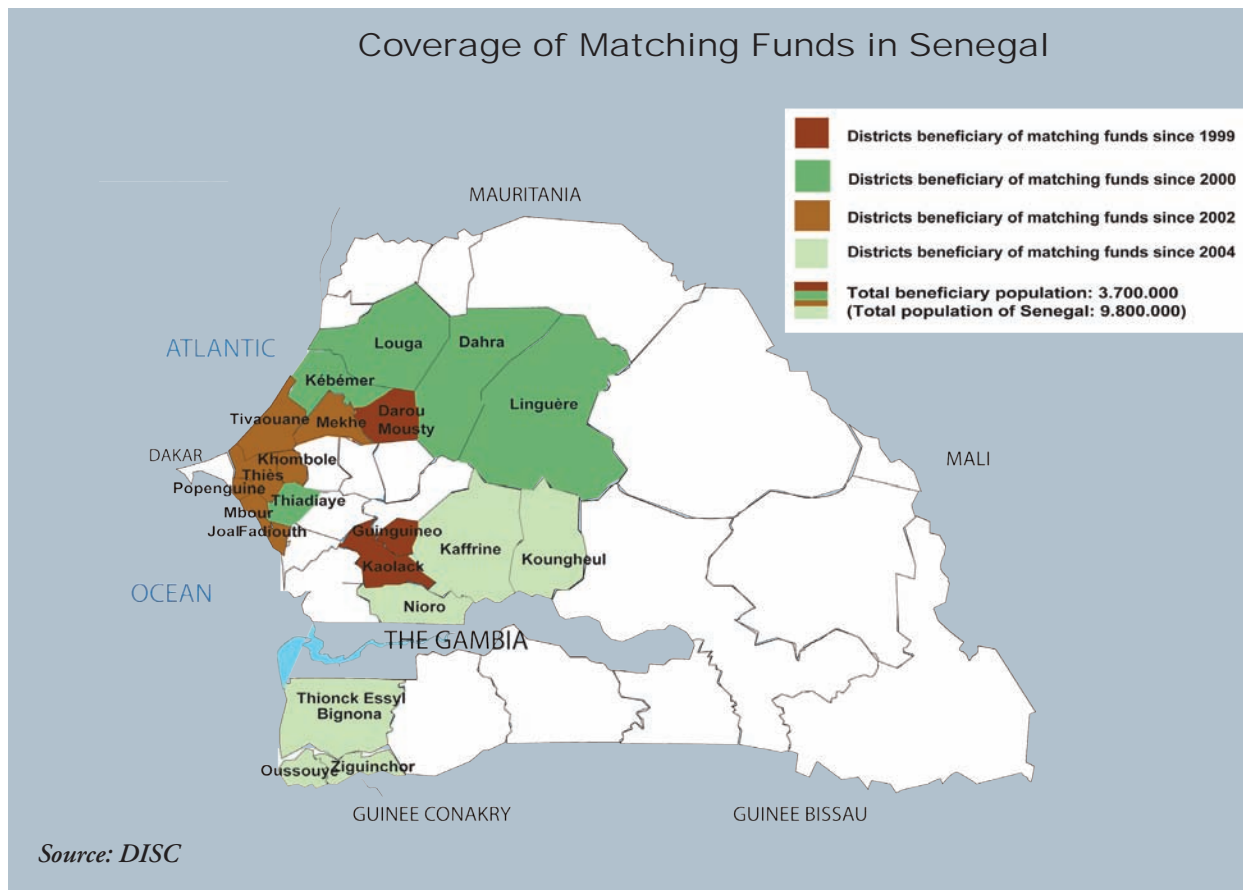 Coverage of Matching Funds in Senegal
Districts beneficiary of matching funds since 1999
Districts beneficiary of matching funds since 2000
Districts beneficiary of matching funds since 2002
Districts beneficiary of matching funds since 2004
Total beneficiary population: 3.700.000
(Total population of Senegal: 9.800.000)
MAURITANIA
ATLANTIC
Louga
Dahra
Kébémer
Linguère
Tivaouane
Mekhe
Darou
Mousty
DAKAR
Khombole
MALI
Thiès
Popenguine
Thiadiaye
Mbour
JoalFadjouth
Guinguineo
Kaffrine
Koungheul
Kaolack
OCEAN
Nioro
THE GAMBIA
Thionck Essyl
Bignona
Oussouye
Ziguinchor
GUINEE CONAKRY
GUINEE BISSAU
Source: DISC